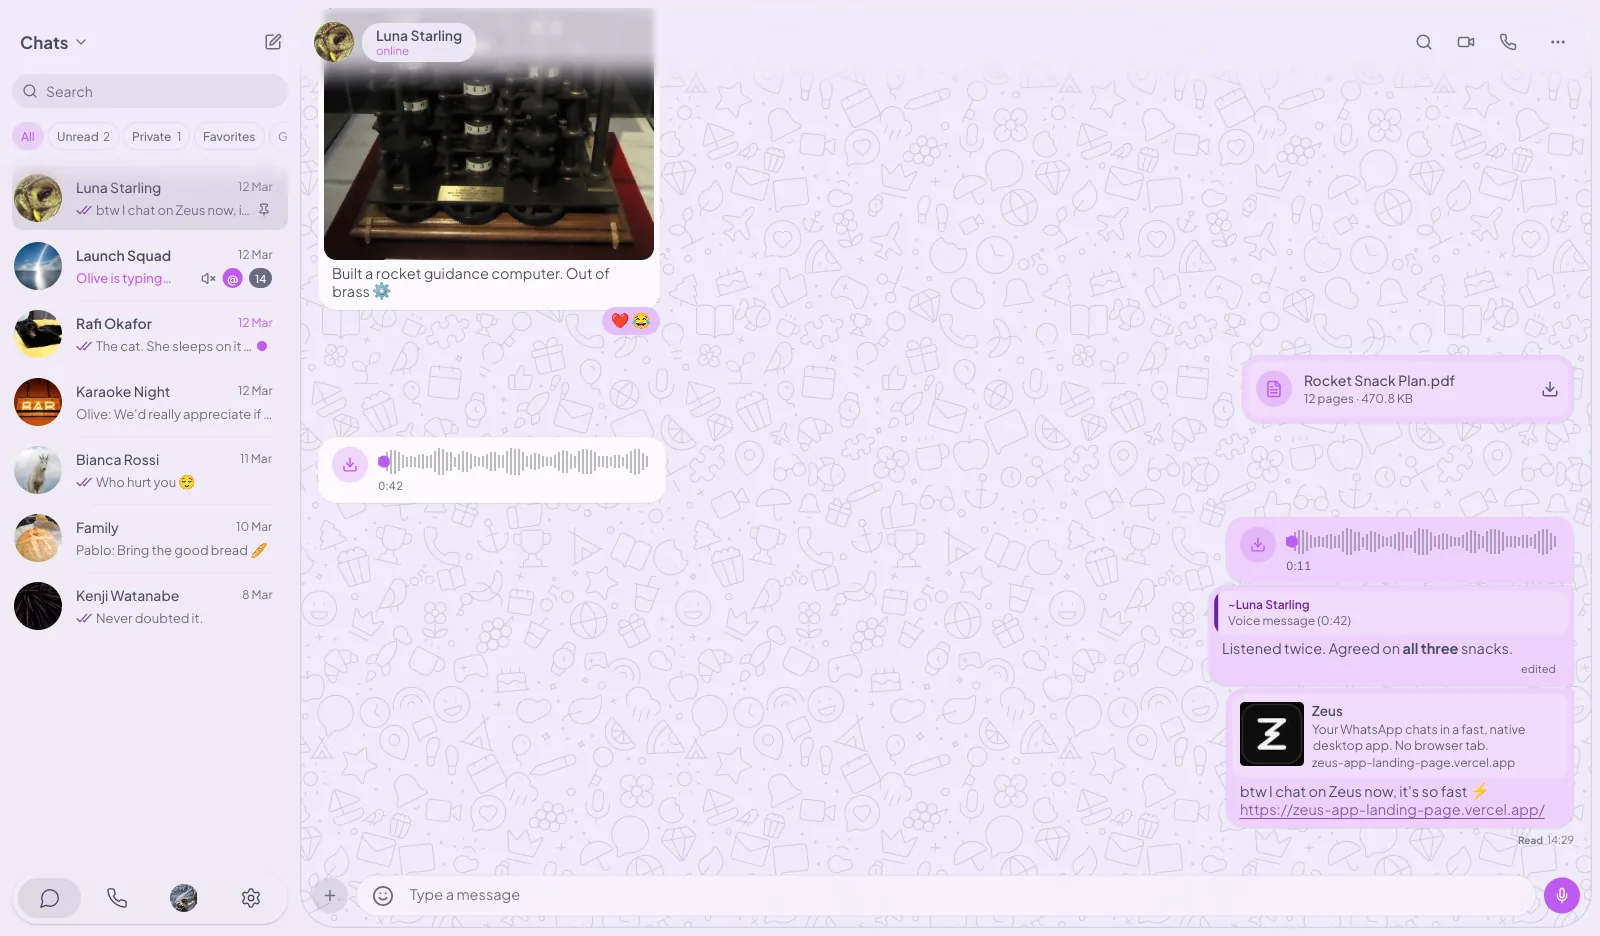 Chats
Search
All
Unread 2
Private 1
Favorites
G
Luna Starling
12 Mar
btw I chat on Zeus now, i...
Launch Squad
12 Mar
Olive is typing...
@
14
Rafi Okafor
12 Mar
The cat. She sleeps on it ...
Karaoke Night
12 Mar
Olive: We'd really appreciate if ...
Bianca Rossi
11 Mar
Who hurt you 😌
Family
10 Mar
Pablo: Bring the good bread 🥖
Kenji Watanabe
8 Mar
Never doubted it.
Luna Starling
online
Built a rocket guidance computer. Out of
brass ⚙️
❤️😂
Rocket Snack Plan.pdf
12 pages · 470.8 KB
0:42
0:11
~Luna Starling
Voice message (0:42)
Listened twice. Agreed on all three snacks.
edited
Zeus
Your WhatsApp chats in a fast, native
desktop app. No browser tab.
zeus-app-landing-page.vercel.app
btw I chat on Zeus now, it's so fast ⚡
https://zeus-app-landing-page.vercel.app/
Read 14:29
Type a message